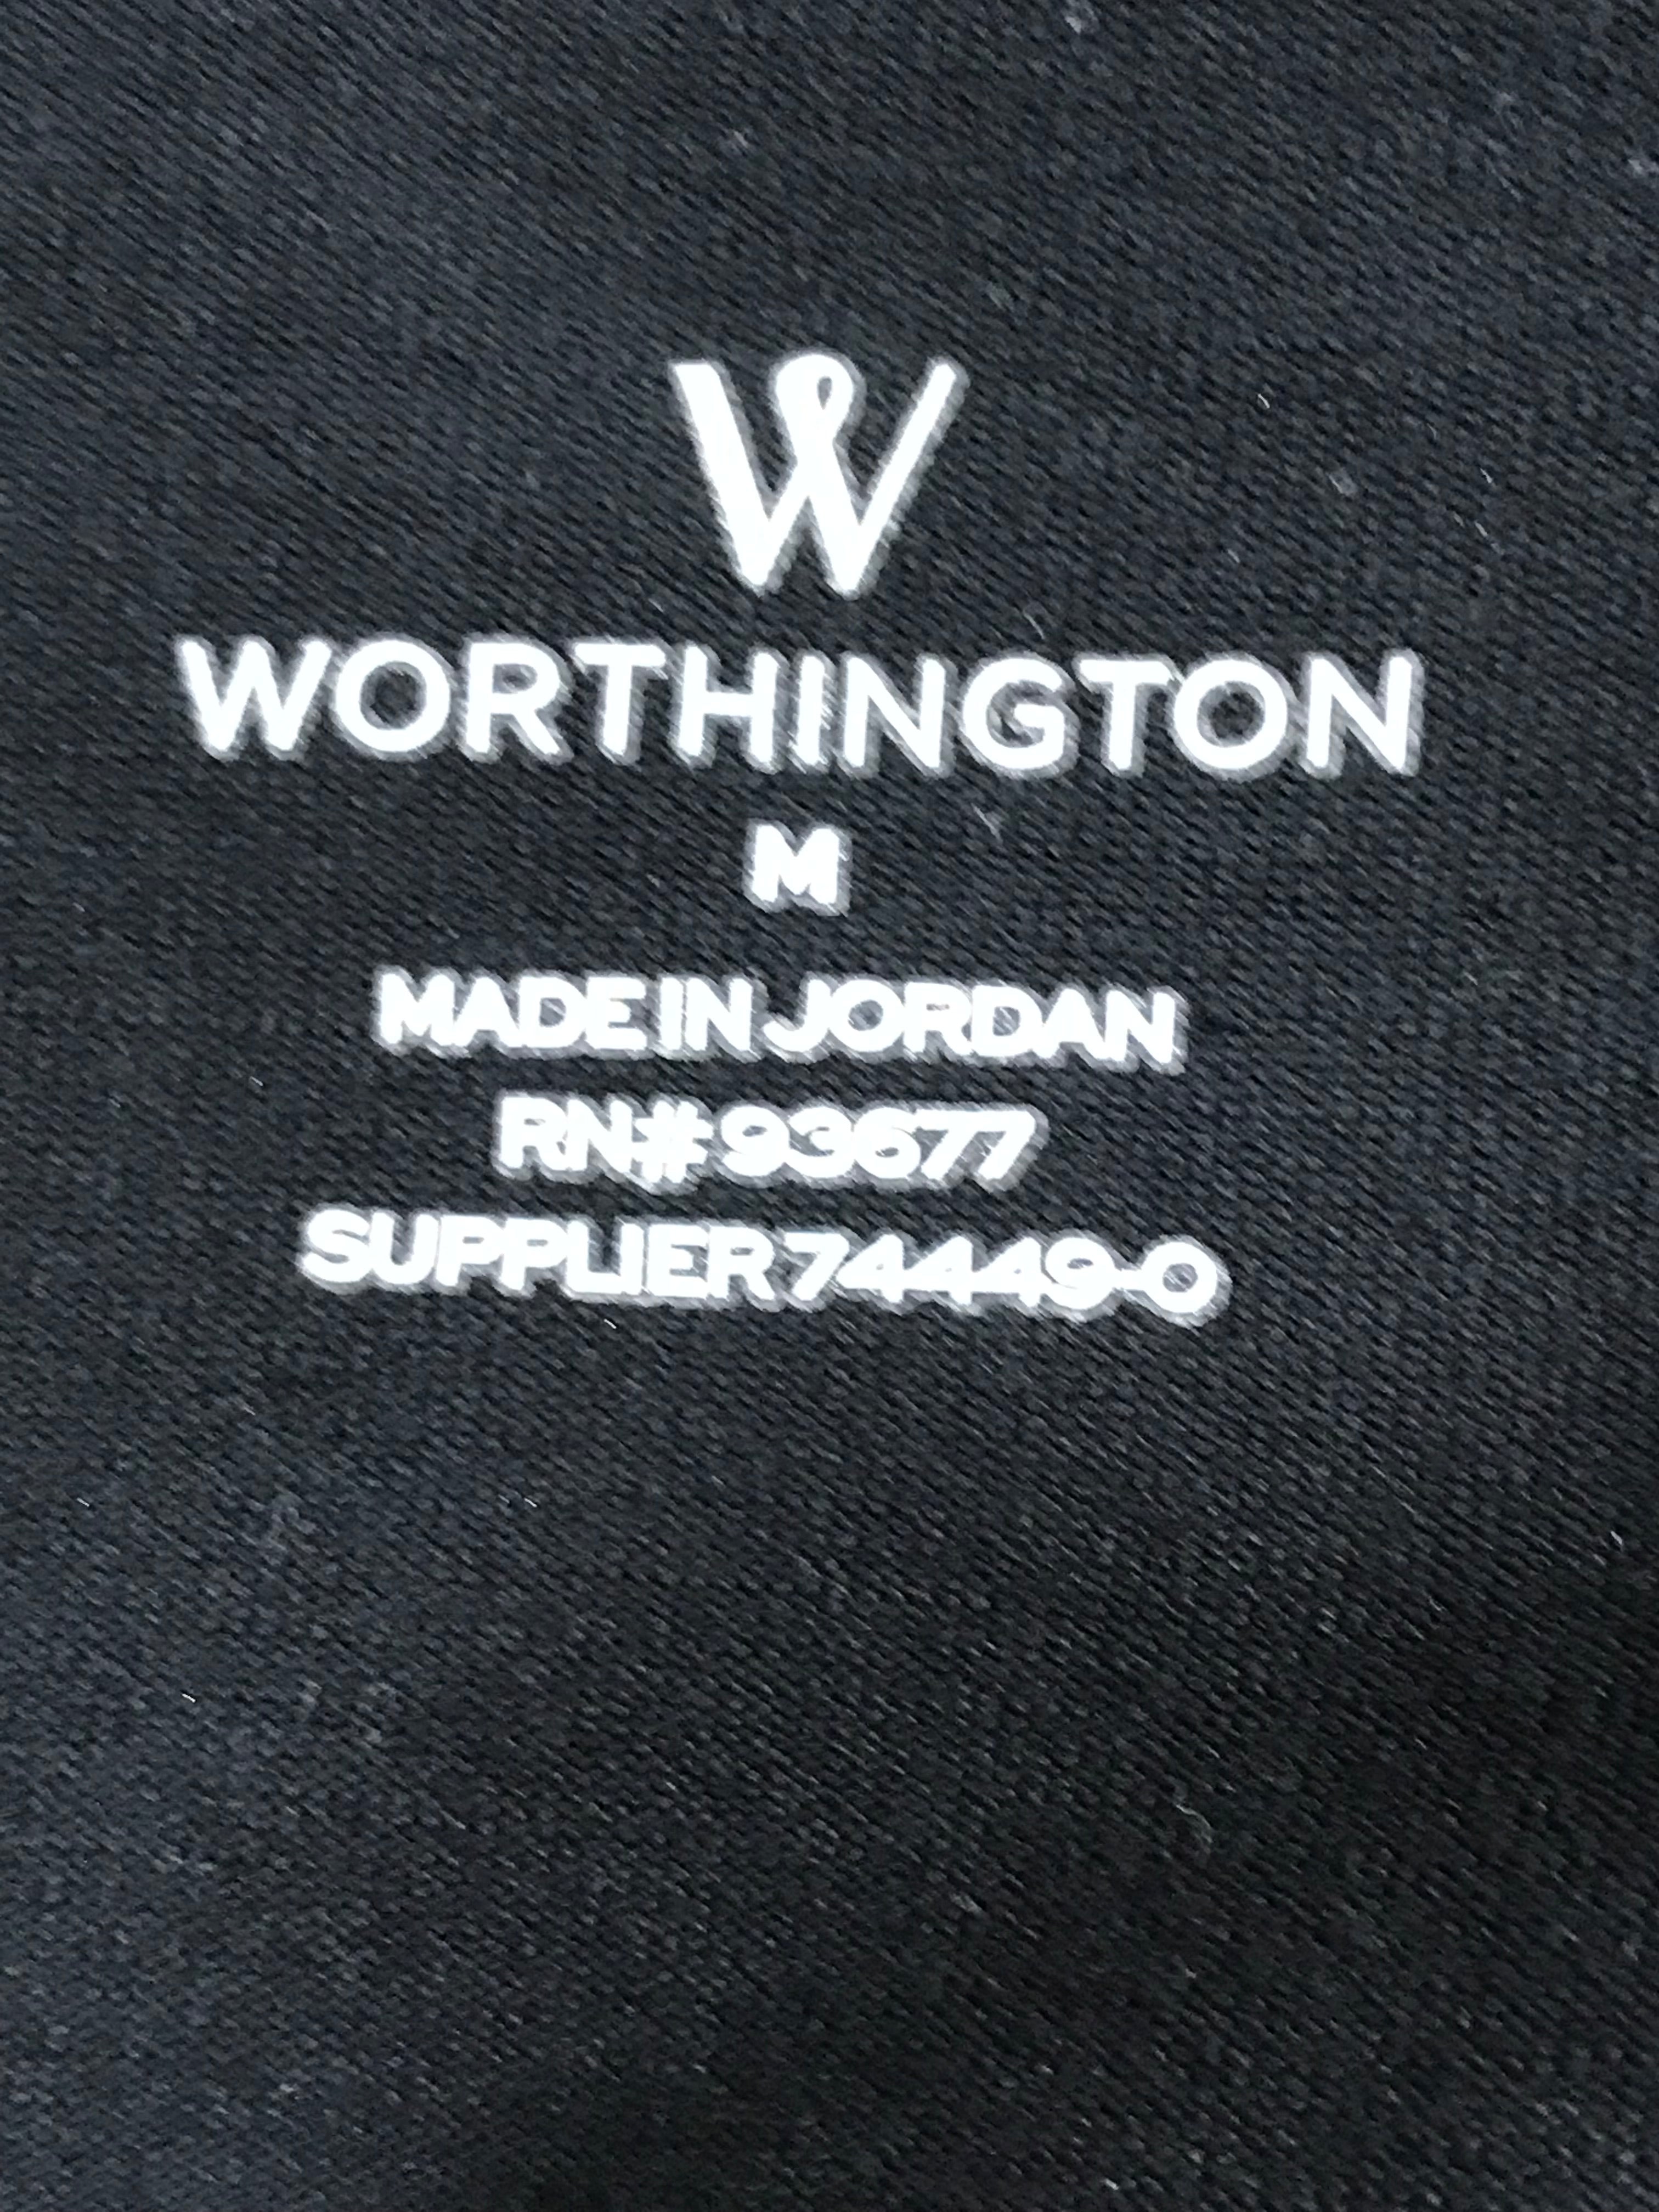 W
WORTHINGTON
M
MADE IN JORDAN
RN# 93677
SUPPLIER 74449-0